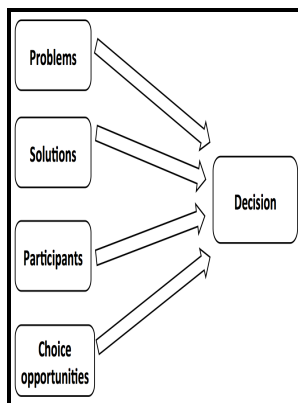 Problems
Solutions
Participants
Choice
opportunities
Decision